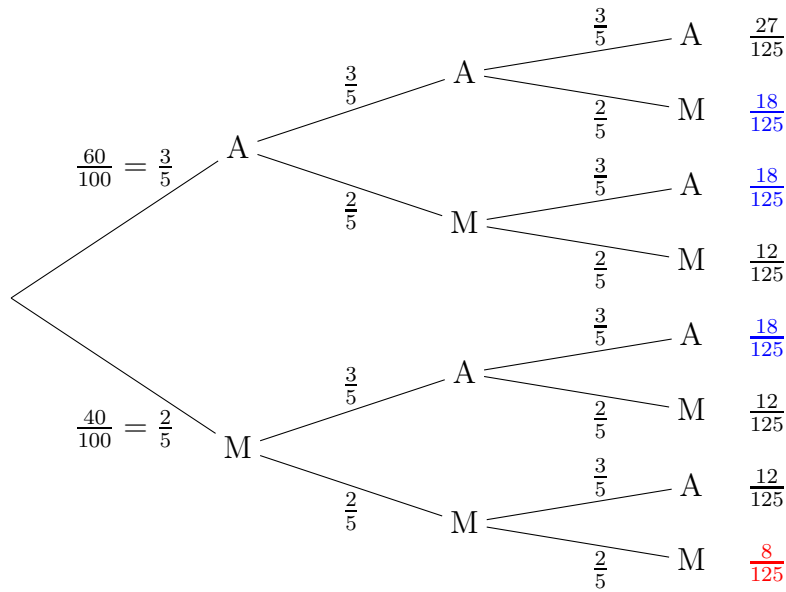 3/5 A 27/125
3/5 A
2/5 M 18/125
60/100 = 3/5 A
3/5 A 18/125
2/5 M
2/5 M 12/125
3/5 A 18/125
3/5 A
2/5 M 12/125
40/100 = 2/5 M
3/5 A 12/125
2/5 M
2/5 M 8/125